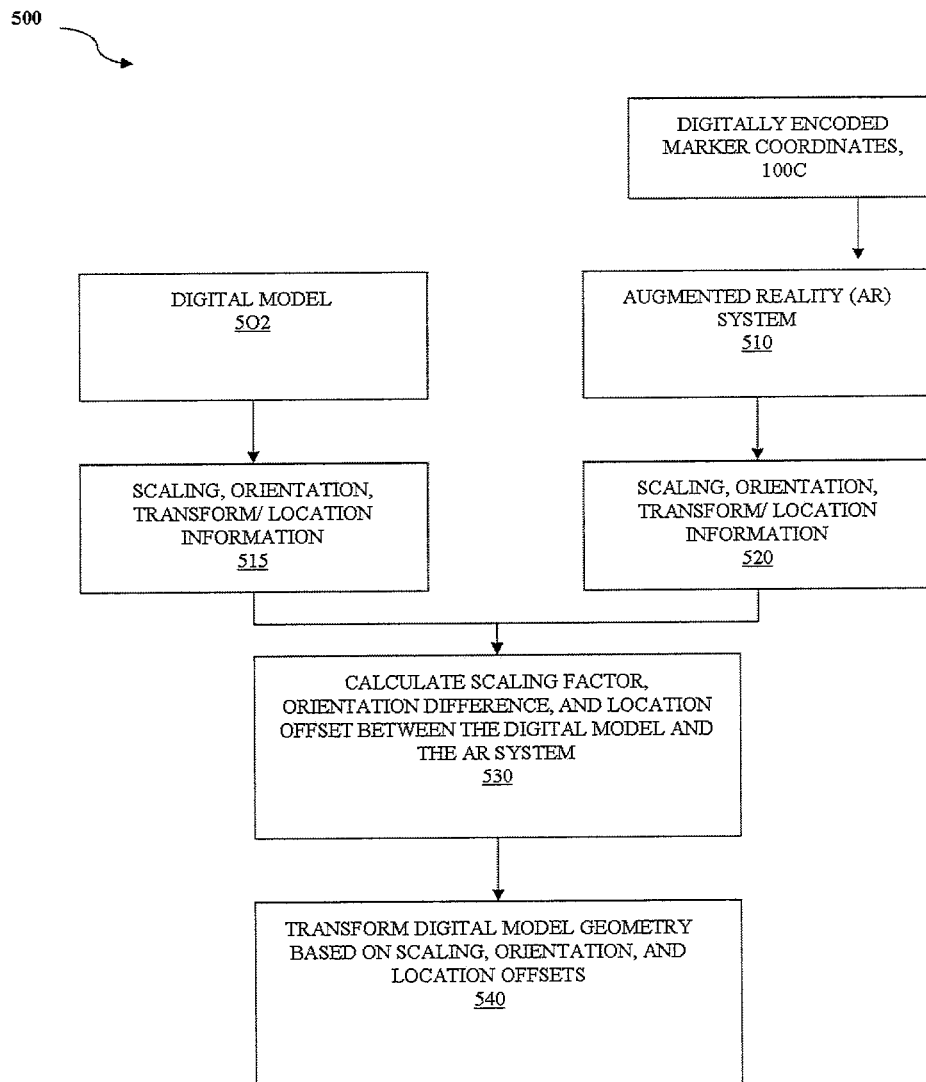 500
DIGITALLY ENCODED
MARKER COORDINATES,
100C
DIGITAL MODEL
5O2
AUGMENTED REALITY (AR)
SYSTEM
510
SCALING, ORIENTATION,
TRANSFORM/ LOCATION
INFORMATION
515
SCALING, ORIENTATION,
TRANSFORM/ LOCATION
INFORMATION
520
CALCULATE SCALING FACTOR,
ORIENTATION DIFFERENCE, AND LOCATION
OFFSET BETWEEN THE DIGITAL MODEL AND
THE AR SYSTEM
530
TRANSFORM DIGITAL MODEL GEOMETRY
BASED ON SCALING, ORIENTATION, AND
LOCATION OFFSETS
540